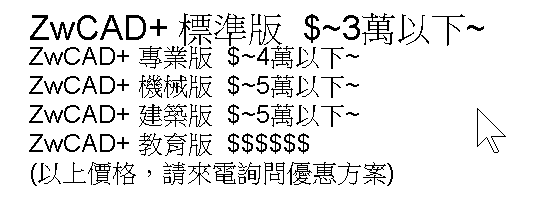 ZwCAD+ 標準版 $~3萬以下~
ZwCAD+ 專業版 $~4萬以下~
ZwCAD+ 機械版 $~5萬以下~
ZwCAD+ 建築版 $~5萬以下~
ZwCAD+ 教育版 $$$$$$
(以上價格，請來電詢問優惠方案)